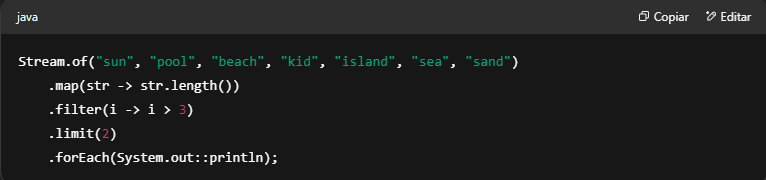 java
Copiar
Editar
Stream.of("sun", "pool", "beach", "kid", "island", "sea", "sand")
    .map(str -> str.length())
    .filter(i -> i > 3)
    .limit(2)
    .forEach(System.out::println);